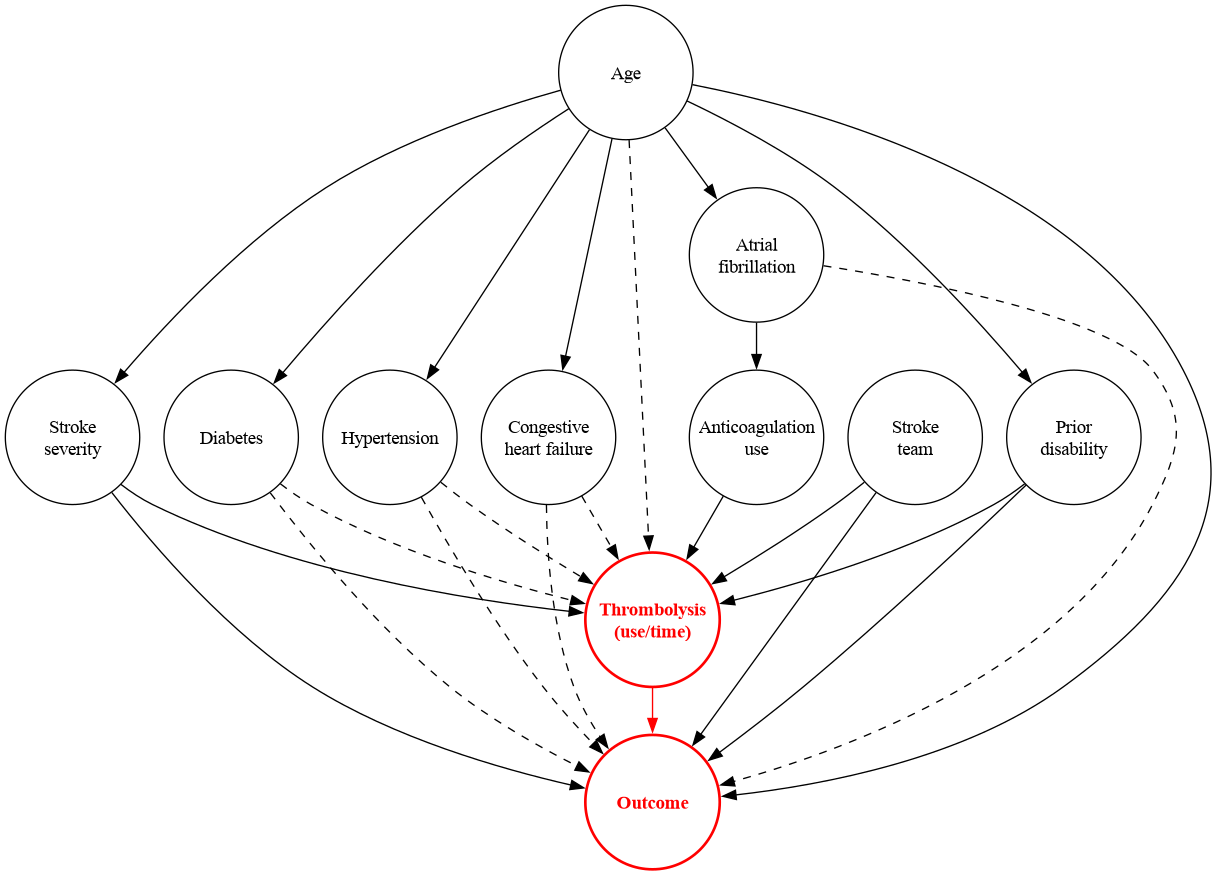 Age
Atrial
fibrillation
Stroke
severity
Diabetes
Hypertension
Congestive
heart failure
Anticoagulation
use
Stroke
team
Prior
disability
Thrombolysis
(use/time)
Outcome